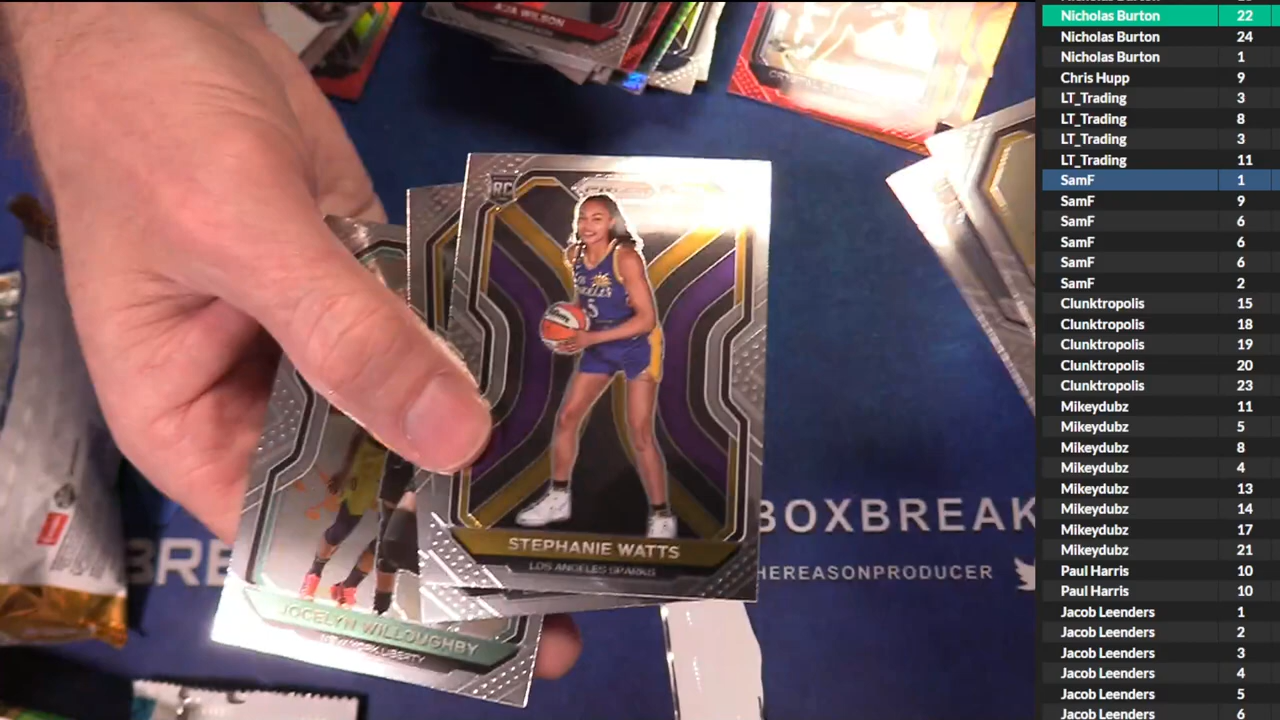 A'JA WILSON
RC
STEPHANIE WATTS
LOS ANGELES SPARKS
JOCELYN WILLOUGHBY
NEW YORK LIBERTY
BOXBREAK
HEREASONPRODUCER
BRE
Nicholas Burton 22
Nicholas Burton 24
Nicholas Burton 1
Chris Hupp 9
LT_Trading 3
LT_Trading 8
LT_Trading 3
LT_Trading 11
SamF 1
SamF 9
SamF 6
SamF 6
SamF 6
SamF 2
Clunktropolis 15
Clunktropolis 18
Clunktropolis 19
Clunktropolis 20
Clunktropolis 23
Mikeydubz 11
Mikeydubz 5
Mikeydubz 8
Mikeydubz 4
Mikeydubz 13
Mikeydubz 14
Mikeydubz 17
Mikeydubz 21
Paul Harris 10
Paul Harris 10
Jacob Leenders 1
Jacob Leenders 2
Jacob Leenders 3
Jacob Leenders 4
Jacob Leenders 5
Jacob Leenders 6